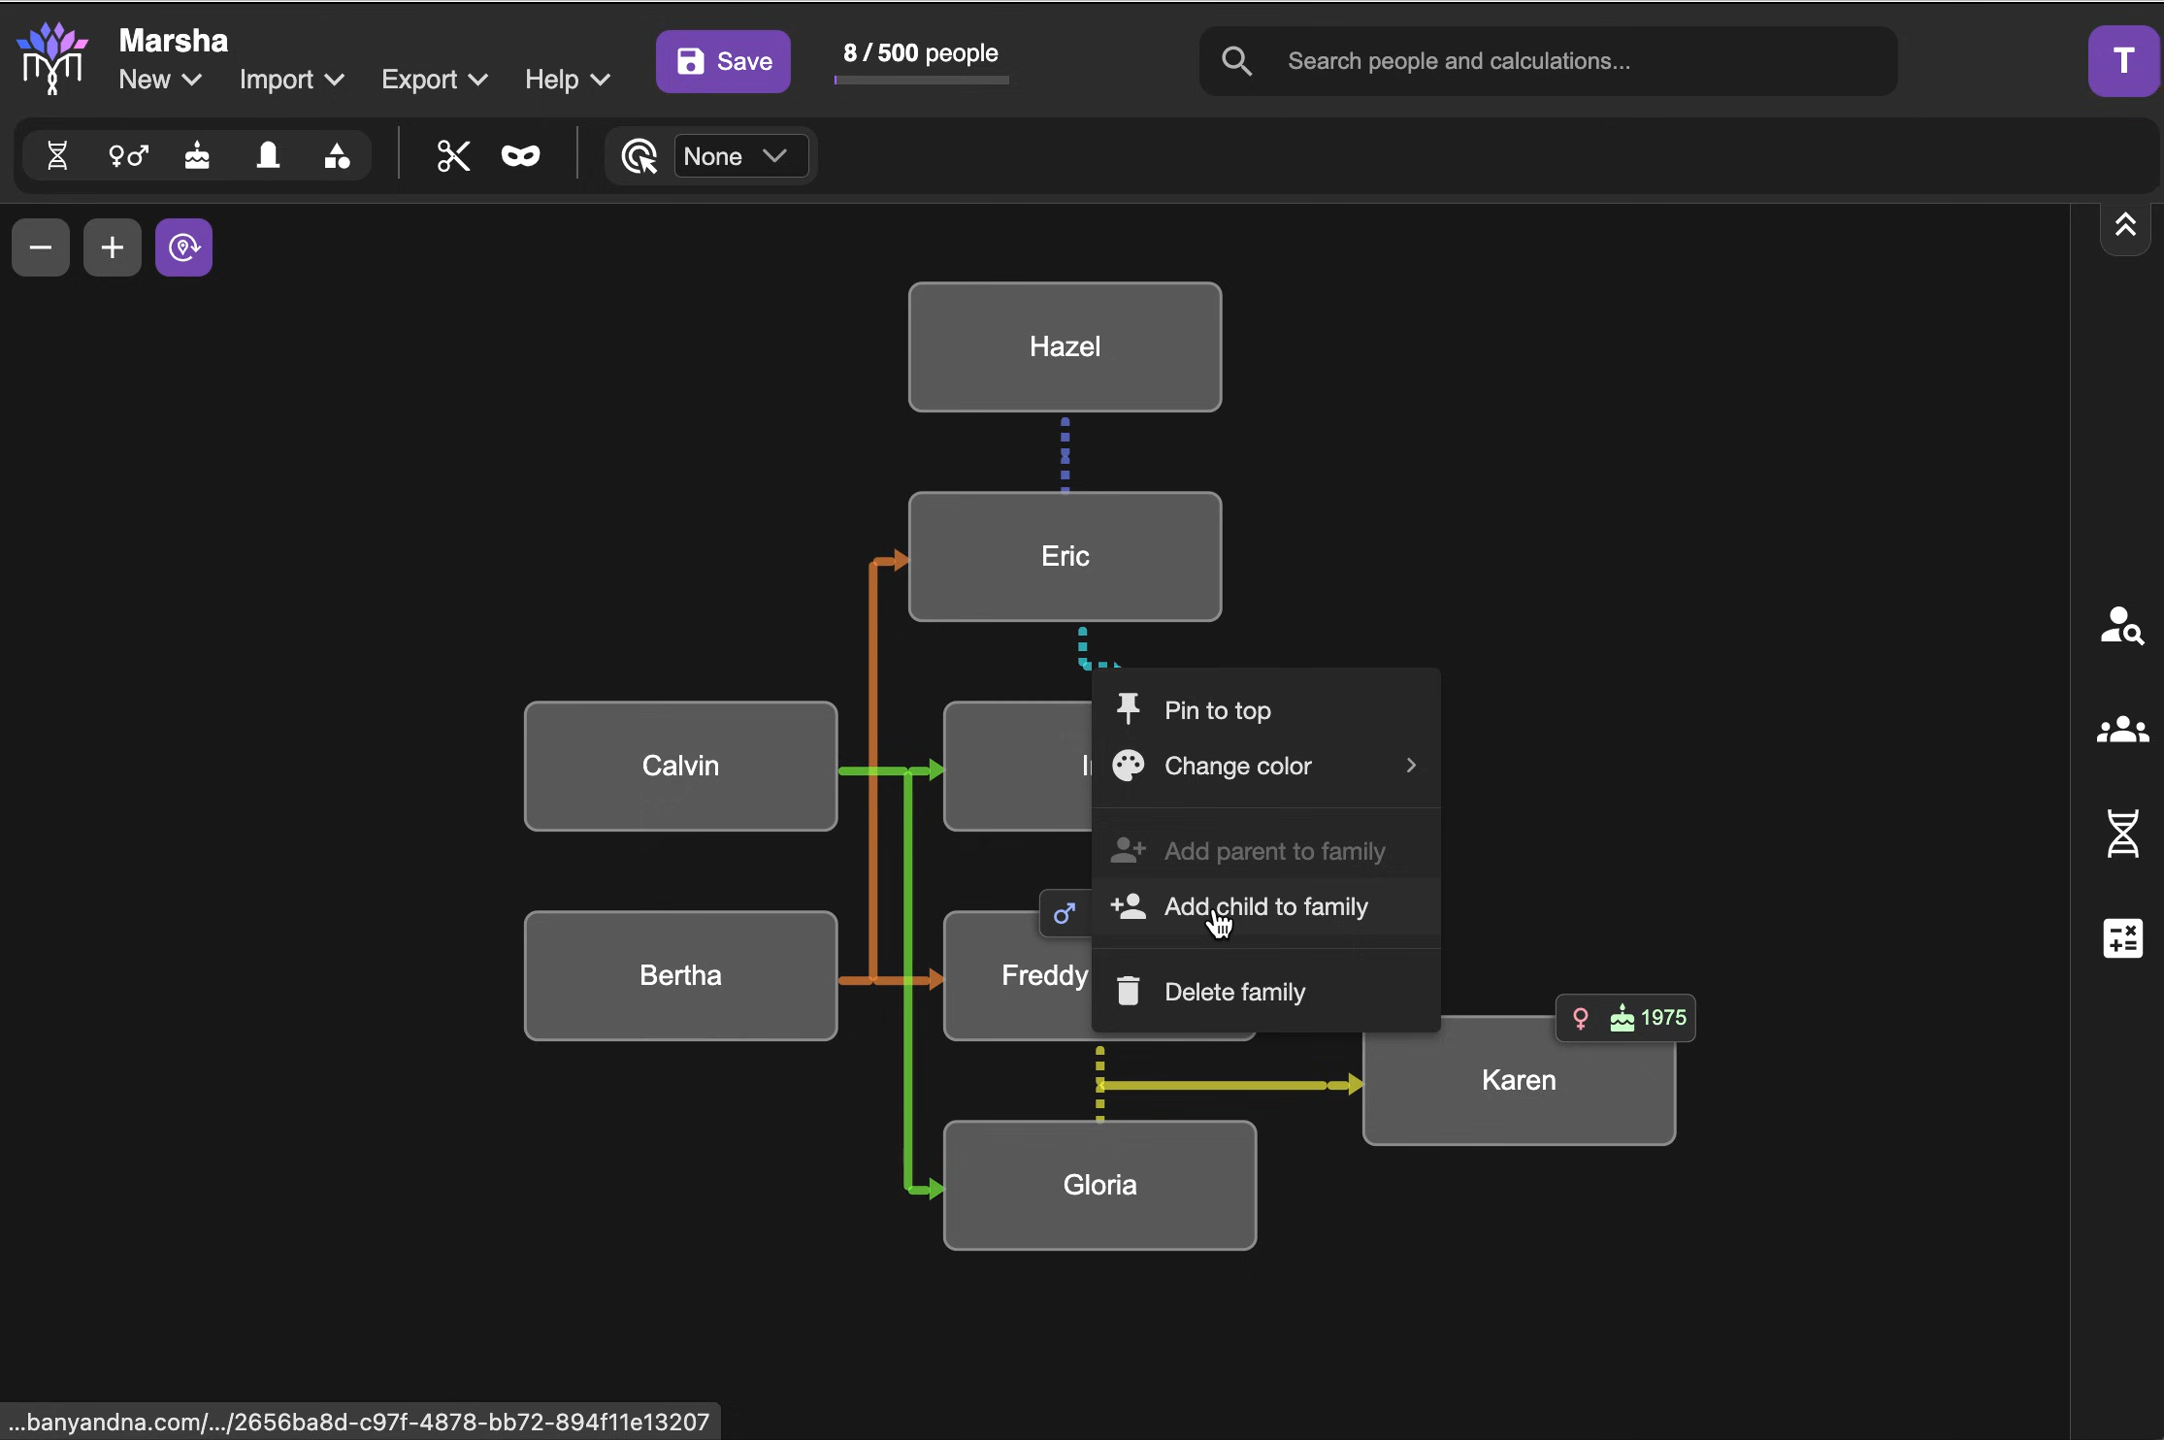 Marsha
New
Import
Export
Help
Save
8 / 500 people
Search people and calculations...
T
None
Hazel
Eric
Pin to top
Calvin
Change color
Add parent to family
Add child to family
Bertha
Freddy
Delete family
1975
Karen
Gloria
...banyandna.com/.../2656ba8d-c97f-4878-bb72-894f11e13207